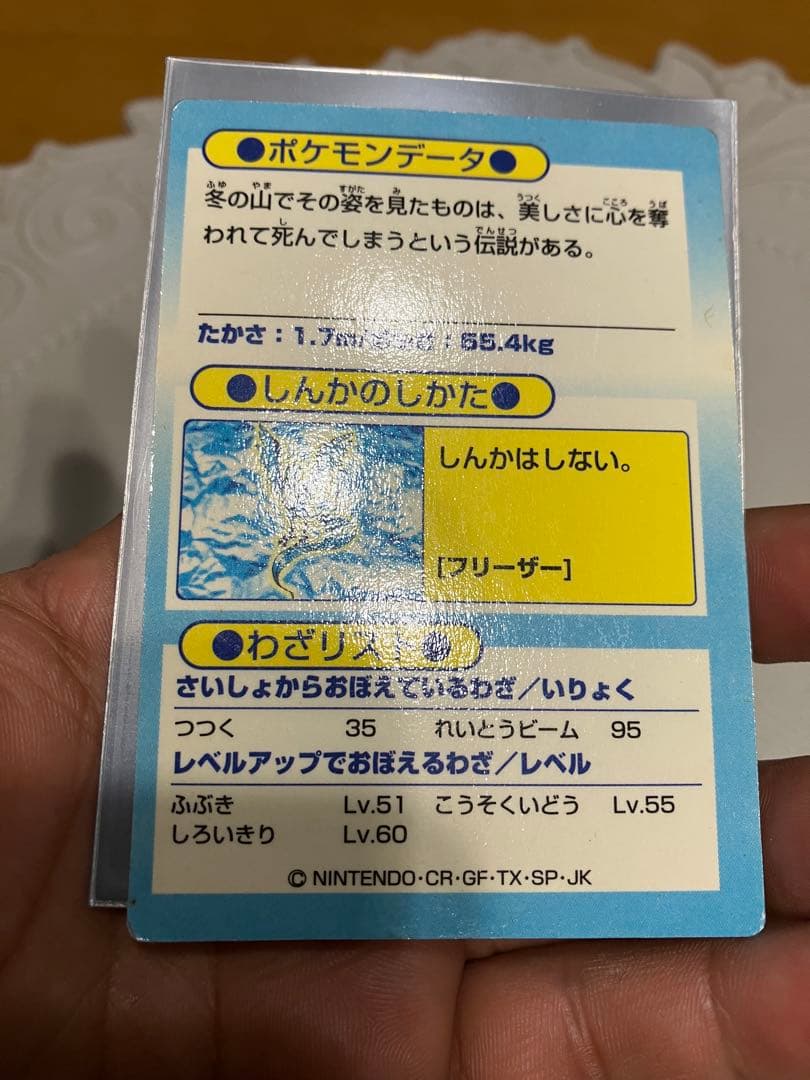 ●ポケモンデータ●
冬の山でその姿を見たものは、美しさに心を奪
われて死んでしまうという伝説がある。
たかさ：1.7m/ : 55.4kg
●しんかのしかた●
しんかはしない。
[フリーザー]
●わざリスト●
さいしょからおぼえているわざ／いりょく
つつく 35 れいとうビーム 95
レベルアップでおぼえるわざ／レベル
ふぶき Lv.51 こうそくいどう Lv.55
しろいきり Lv.60
© NINTENDO・CR・GF・TX・SP・JK